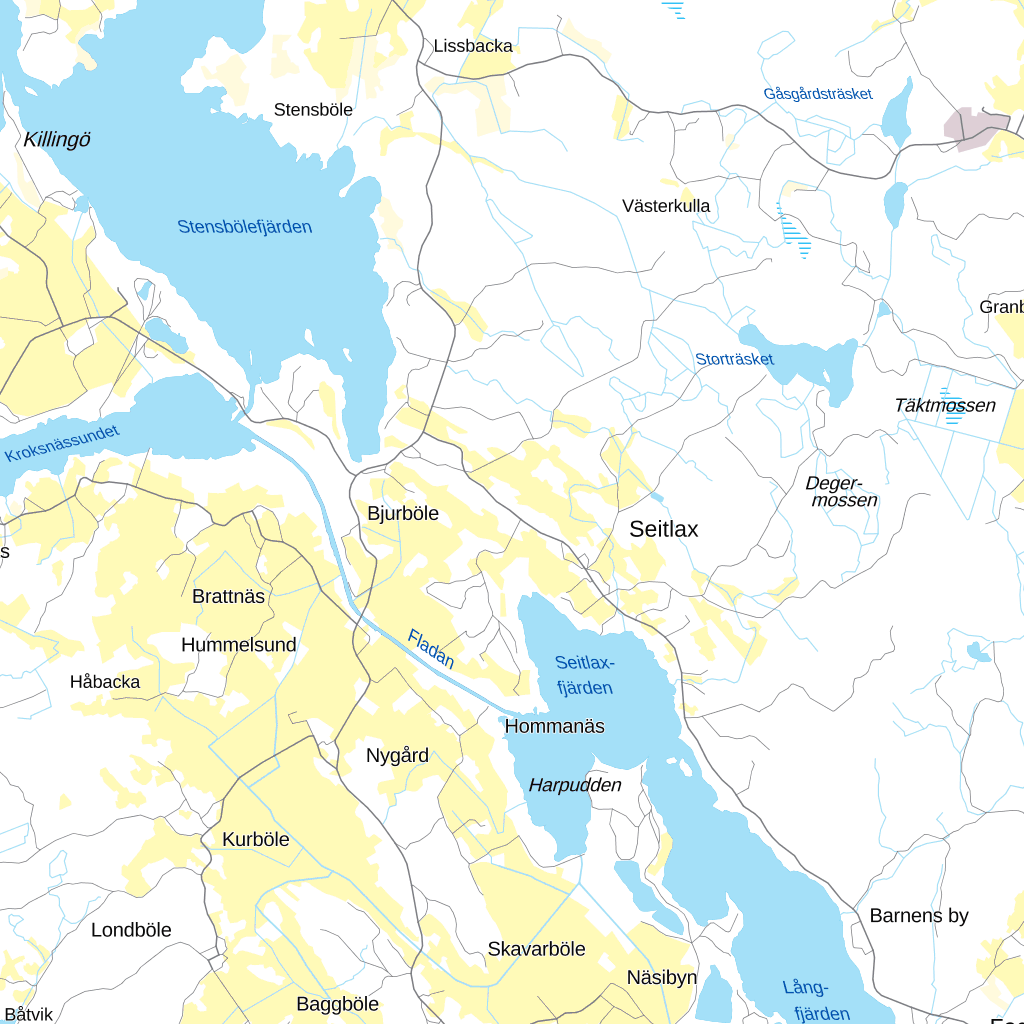 Lissbacka
Gåsgårdsträsket
Stensböle
Killingö
Västerkulla
Stensbölefjärden
Storträsket
Täktmossen
Kroksnässundet
Deger-
mossen
Bjurböle
Seitlax
Brattnäs
Hummelsund
Fladan
Seitlax-
fjärden
Håbacka
Hommanäs
Nygård
Harpudden
Kurböle
Barnens by
Londböle
Skavarböle
Näsibyn
Lång-
fjärden
Baggböle
Båtvik